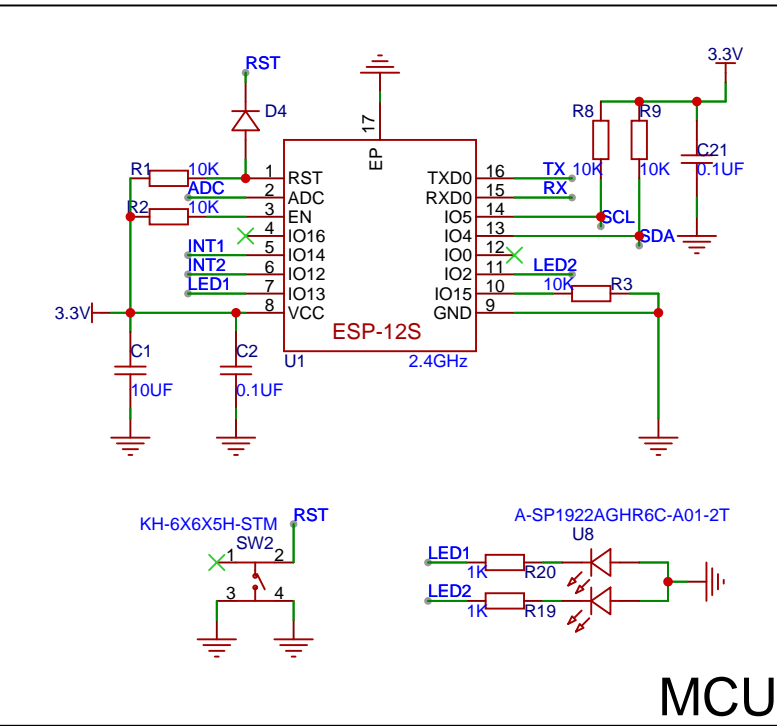 RST
3.3V
D4
R8
R9
17
EP
C21
0.1UF
R1
10K
1
RST
TXD0
16
TX
10K
10K
ADC
2
ADC
RXD0
15
RX
R2
10K
3
EN
IO5
14
SCL
4
IO16
IO4
13
SDA
INT1
5
IO14
IO0
12
INT2
6
IO12
IO2
11
LED2
LED1
7
IO13
IO15
10
10K
R3
3.3V
8
VCC
GND
9
ESP-12S
C1
C2
U1
2.4GHz
10UF
0.1UF
KH-6X6X5H-STM
RST
SW2
1
2
3
4
A-SP1922AGHR6C-A01-2T
U8
LED1
1K
R20
LED2
1K
R19
MCU